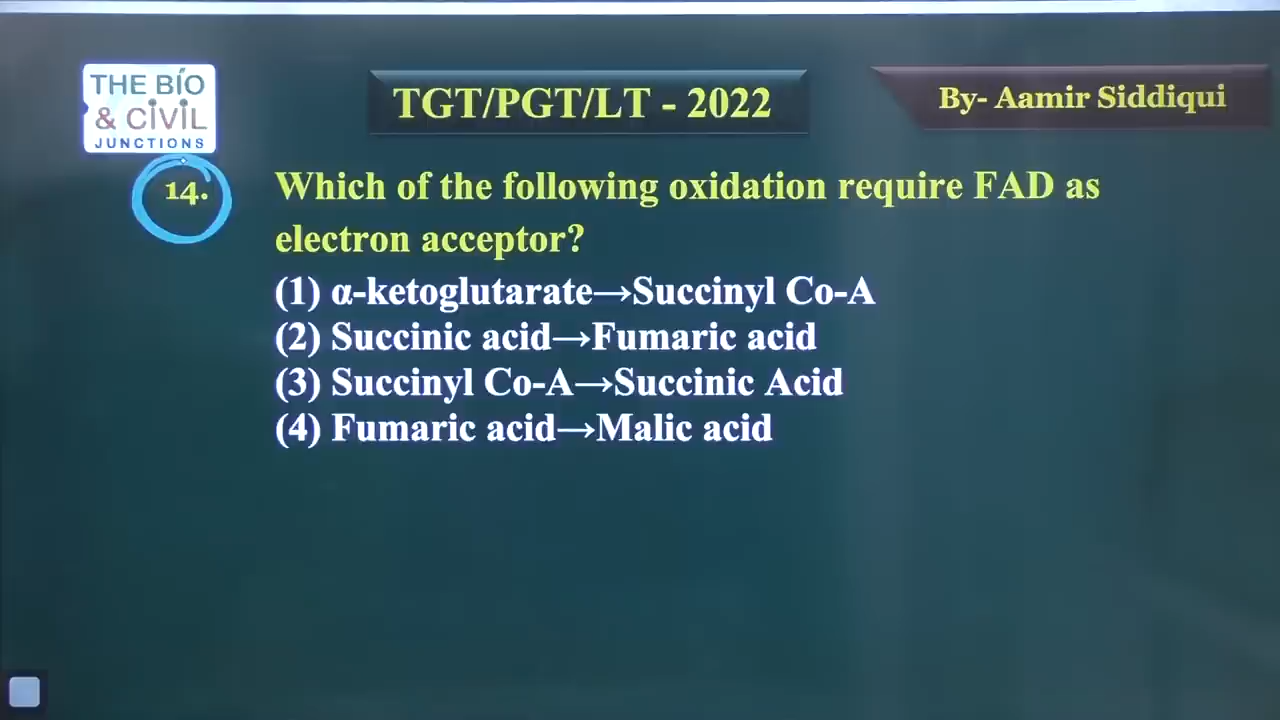 THE BÍO
& CIVIL
JUNCTIONS
TGT/PGT/LT - 2022
By- Aamir Siddiqui
14. Which of the following oxidation require FAD as
electron acceptor?
(1) α-ketoglutarate→Succinyl Co-A
(2) Succinic acid→Fumaric acid
(3) Succinyl Co-A→Succinic Acid
(4) Fumaric acid→Malic acid